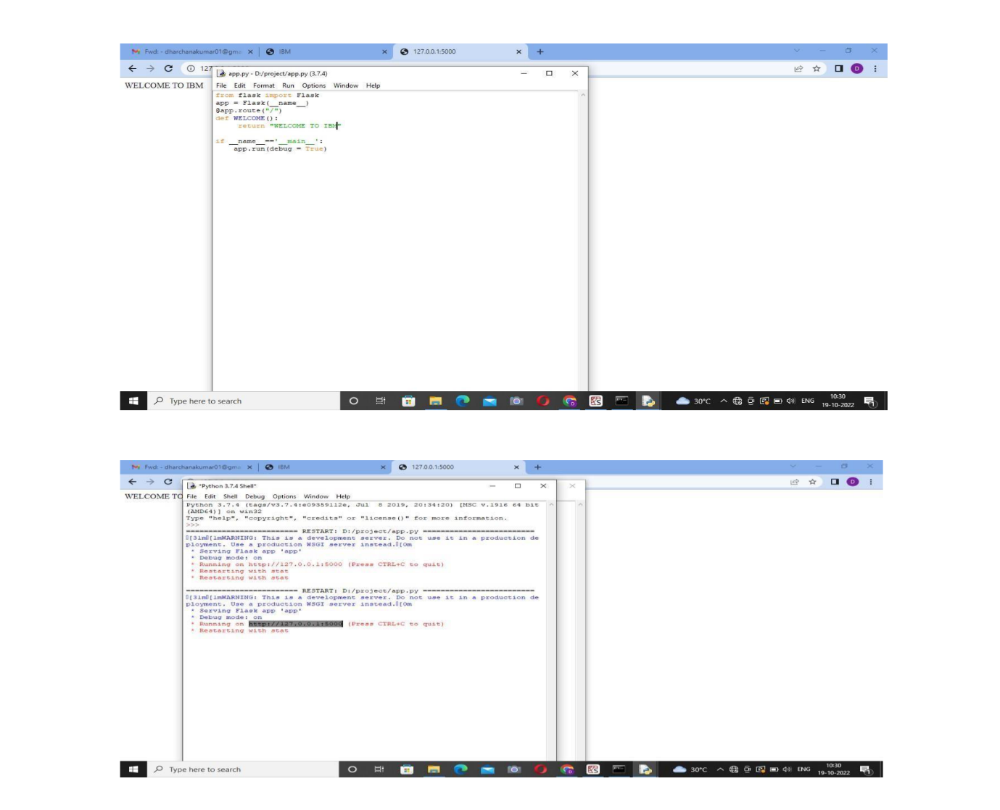 Fwd: - dharchanakumar01@gma
IBM
127.0.0.1:5000
127
app.py - D:/project/app.py (3.7.4)
WELCOME TO IBM
File Edit Format Run Options Window Help
from flask import Flask
app = Flask(__name__)
@app.route("/")
def WELCOME():
return "WELCOME TO IBM"
if __name__=='__main__':
app.run(debug = True)
D
Type here to search
30°C
ENG
10:30
19-10-2022
Fwd: - dharchanakumar01@gma
IBM
127.0.0.1:5000
*Python 3.7.4 Shell*
WELCOME TO
File Edit Shell Debug Options Window Help
Python 3.7.4 (tags/v3.7.4:e09359112e, Jul 8 2019, 20:34:20) [MSC v.1916 64 bit
(AMD64)] on win32
Type "help", "copyright", "credits" or "license()" for more information.
>>>
========================= RESTART: D:/project/app.py =========================
[31m[1mWARNING: This is a development server. Do not use it in a production de
ployment. Use a production WSGI server instead.[0m
* Serving Flask app 'app'
* Debug mode: on
* Running on http://127.0.0.1:5000 (Press CTRL+C to quit)
* Restarting with stat
* Restarting with stat
========================= RESTART: D:/project/app.py =========================
[31m[1mWARNING: This is a development server. Do not use it in a production de
ployment. Use a production WSGI server instead.[0m
* Serving Flask app 'app'
* Debug mode: on
* Running on http://127.0.0.1:5000 (Press CTRL+C to quit)
* Restarting with stat
D
Type here to search
30°C
ENG
10:30
19-10-2022